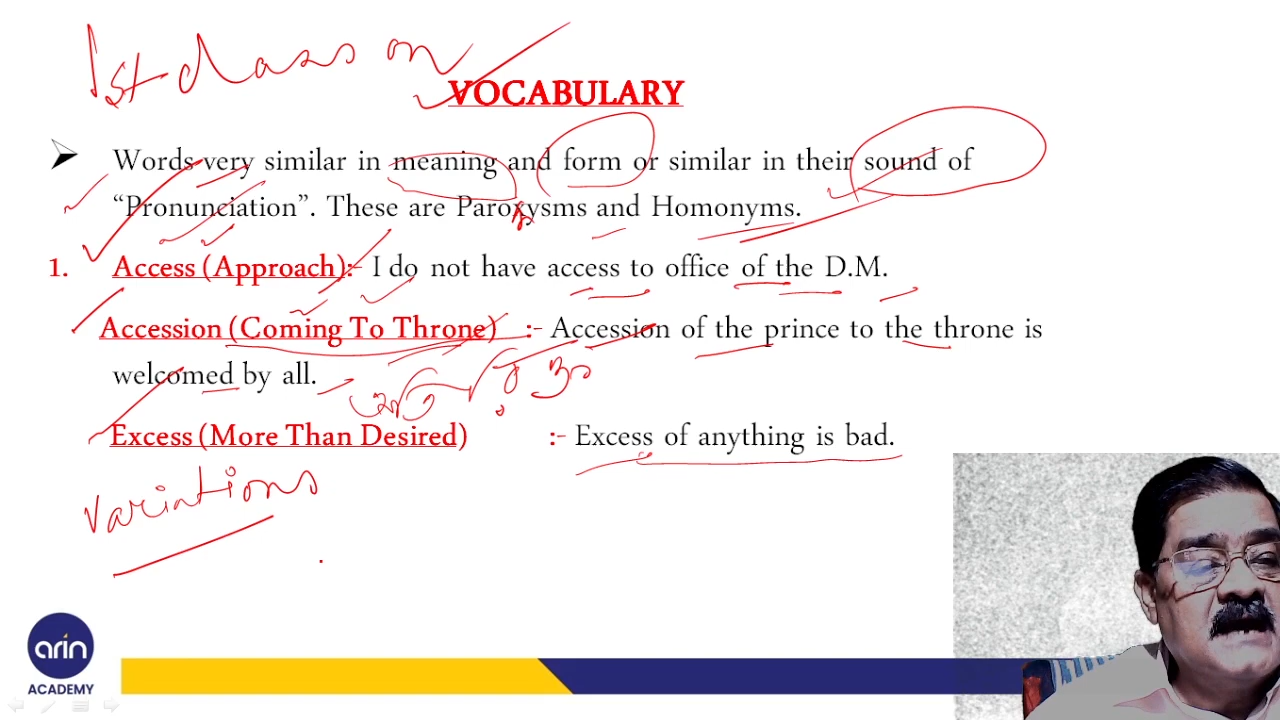 1st class on
VOCABULARY
➢ Words very similar in meaning and form or similar in their sound of
“Pronunciation”. These are Paroxysms and Homonyms.
1. Access (Approach):- I do not have access to office of the D.M.
Accession (Coming To Throne) :- Accession of the prince to the throne is
welcomed by all.
Excess (More Than Desired) :- Excess of anything is bad.
variations
arin
ACADEMY